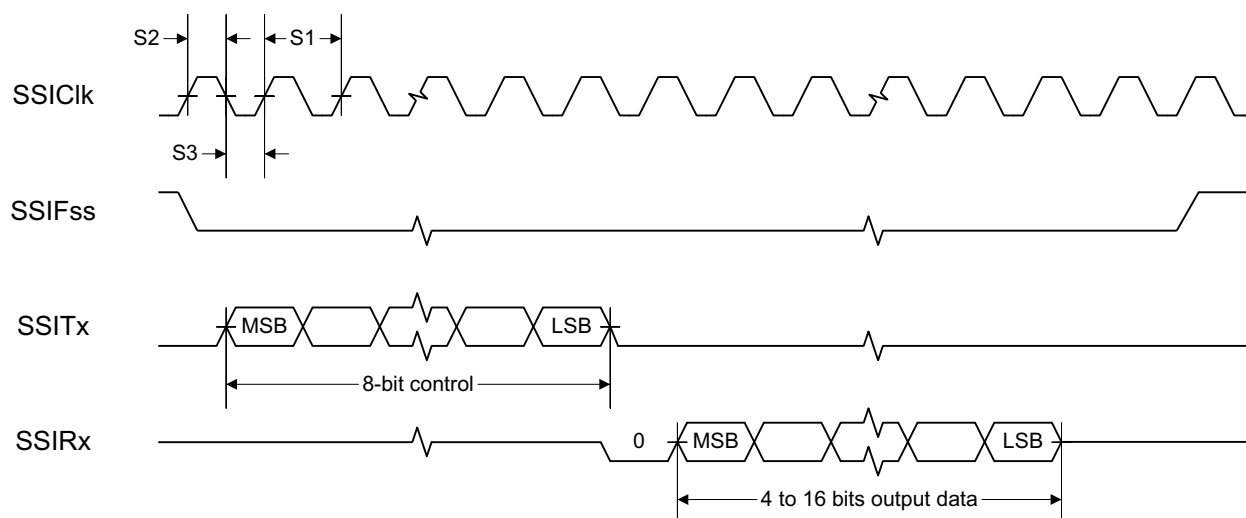 S2
S1
SSIClk
S3
SSIFss
SSITx
MSB
LSB
8-bit control
SSIRx
0
MSB
LSB
4 to 16 bits output data